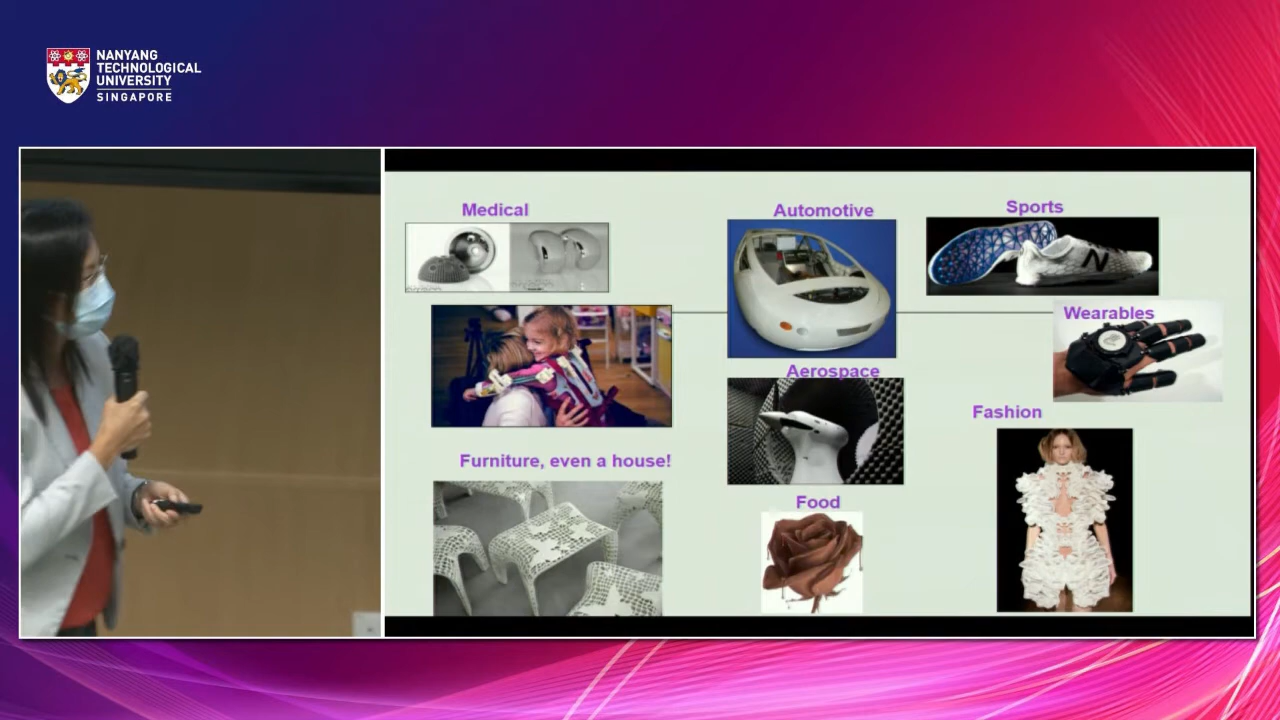 NANYANG
TECHNOLOGICAL
UNIVERSITY
SINGAPORE
Medical
Automotive
Sports
Wearables
Aerospace
Fashion
Furniture, even a house!
Food
N